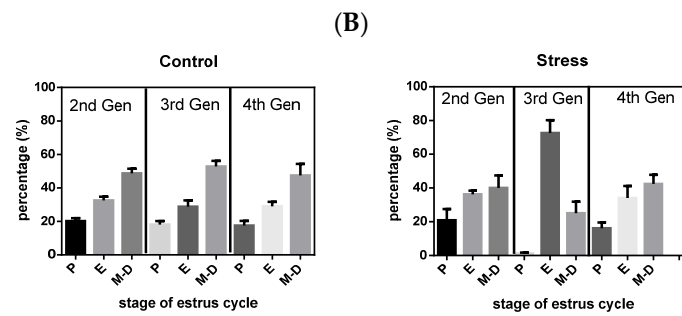 (B)
Control
Stress
percentage (%)
100
80
60
40
20
0
2nd Gen
3rd Gen
4th Gen
P
E
M-D
P
E
M-D
P
E
M-D
stage of estrus cycle
percentage (%)
100
80
60
40
20
0
2nd Gen
3rd Gen
4th Gen
P
E
M-D
P
E
M-D
P
E
M-D
stage of estrus cycle